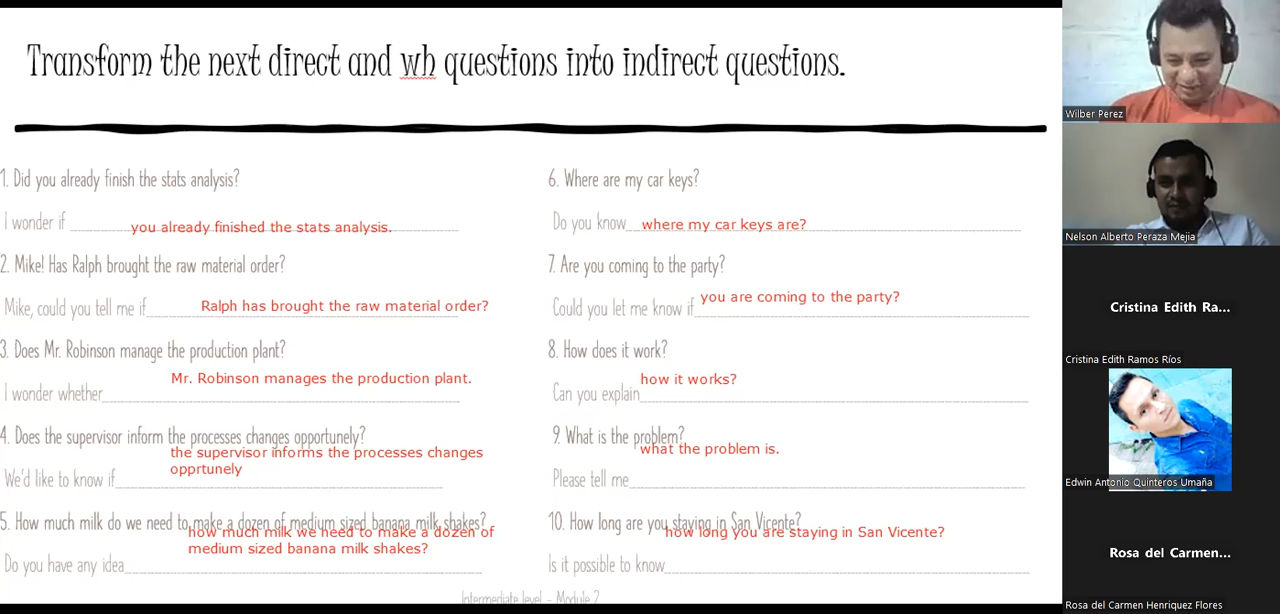 Transform the next direct and wh questions into indirect questions.
1. Did you already finish the stats analysis?
I wonder if you already finished the stats analysis.
2. Mike! Has Ralph brought the raw material order?
Mike, could you tell me if Ralph has brought the raw material order?
3. Does Mr. Robinson manage the production plant?
I wonder whether Mr. Robinson manages the production plant.
4. Does the supervisor inform the processes changes opportunely?
the supervisor informs the processes changes
opprtunely
We'd like to know if
5. How much milk do we need to make a dozen of medium sized banana milk shakes?
how much milk we need to make a dozen of
medium sized banana milk shakes?
Do you have any idea
6. Where are my car keys?
Do you know where my car keys are?
7. Are you coming to the party?
Could you let me know if you are coming to the party?
8. How does it work?
Can you explain how it works?
9. What is the problem?
what the problem is.
Please tell me
10. How long are you staying in San Vicente?
how long you are staying in San Vicente?
Is it possible to know
Intermediate level - Module 2
Wilber Perez
Nelson Alberto Peraza Mejia
Cristina Edith Ra...
Cristina Edith Ramos Ríos
Edwin Antonio Quinteros Umaña
Rosa del Carmen...
Rosa del Carmen Henriquez Flores